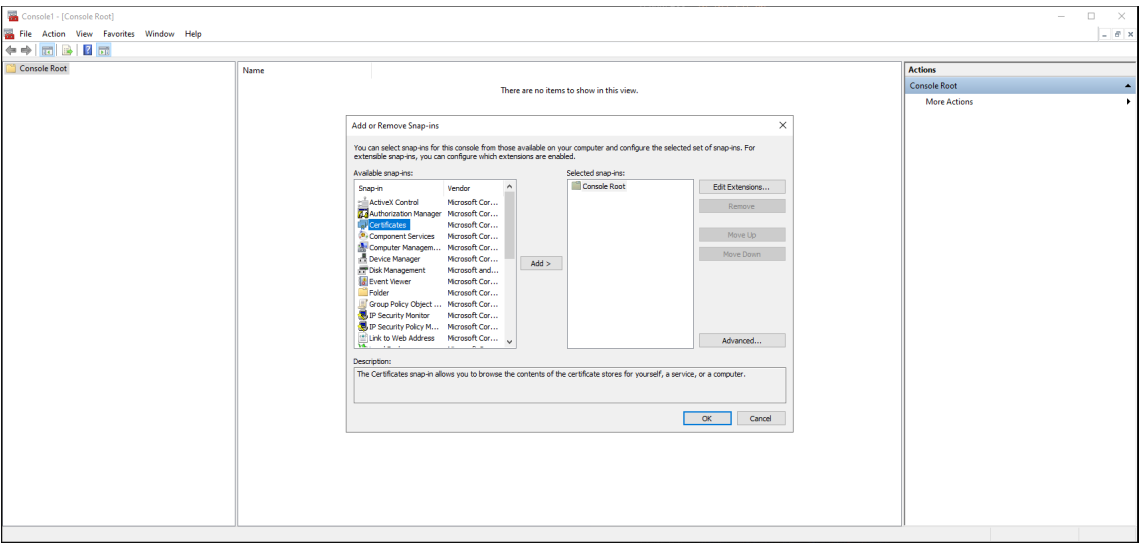 Console1 - [Console Root]
File Action View Favorites Window Help
Console Root
Name
There are no items to show in this view.
Actions
Console Root
More Actions
Add or Remove Snap-ins
You can select snap-ins for this console from those available on your computer and configure the selected set of snap-ins. For
extensible snap-ins, you can configure which extensions are enabled.
Available snap-ins:
Snap-in Vendor
ActiveX Control Microsoft Cor...
Authorization Manager Microsoft Cor...
Certificates Microsoft Cor...
Component Services Microsoft Cor...
Computer Managem... Microsoft Cor...
Device Manager Microsoft Cor...
Disk Management Microsoft and...
Event Viewer Microsoft Cor...
Folder Microsoft Cor...
Group Policy Object ... Microsoft Cor...
IP Security Monitor Microsoft Cor...
IP Security Policy M... Microsoft Cor...
Link to Web Address Microsoft Cor...
Add >
Selected snap-ins:
Console Root
Edit Extensions...
Remove
Move Up
Move Down
Advanced...
Description:
The Certificates snap-in allows you to browse the contents of the certificate stores for yourself, a service, or a computer.
OK Cancel